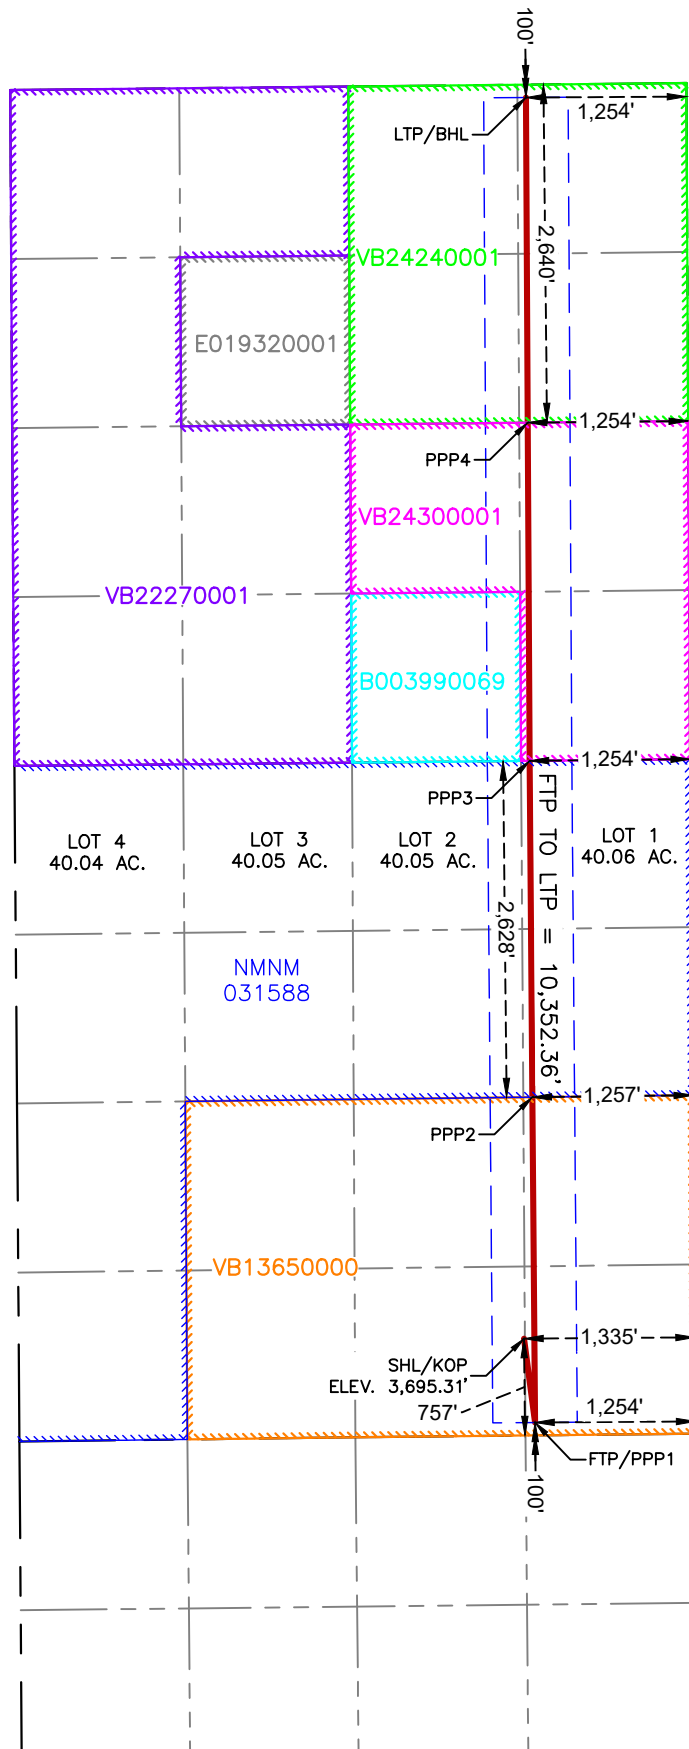 100'
1,254'
LTP/BHL
2,640'
VB24240001
E019320001
1,254'
PPP4
VB24300001
VB22270001
B003990069
1,254'
PPP3
FTP TO LTP = 10,352.36'
LOT 4
40.04 AC.
LOT 3
40.05 AC.
LOT 2
40.05 AC.
LOT 1
40.06 AC.
2,628'
NMNM
031588
1,257'
PPP2
VB13650000
1,335'
SHL/KOP
ELEV. 3,695.31'
757'
1,254'
FTP/PPP1
100'